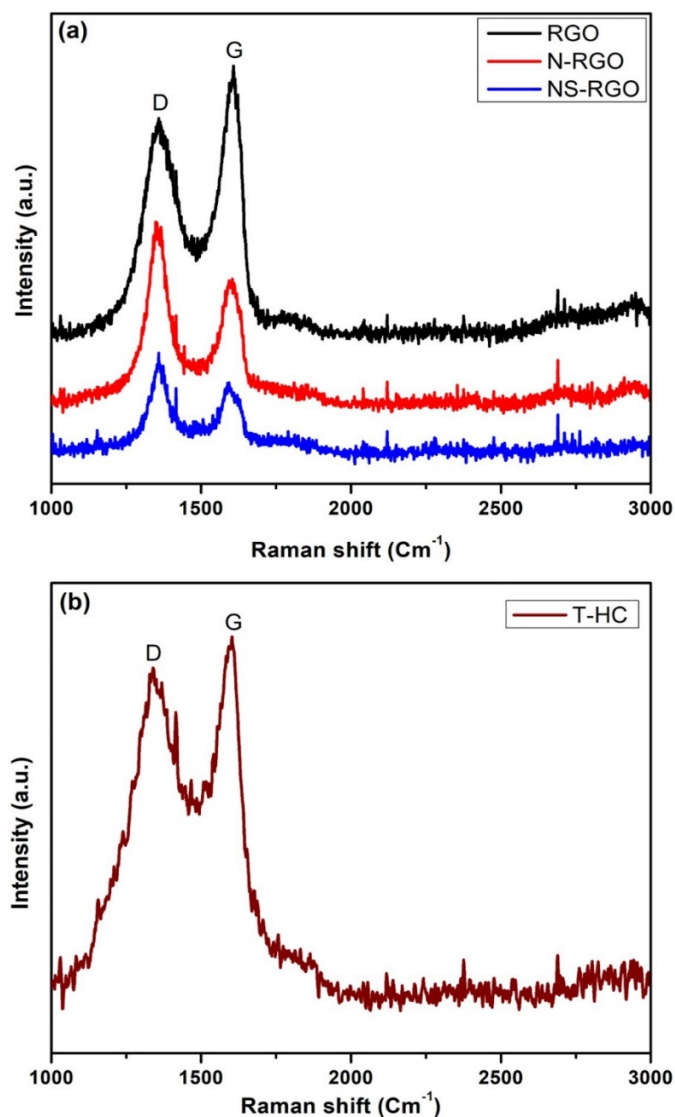 (a)
RGO
N-RGO
NS-RGO
D
G
Intensity (a.u.)
1000 1500 2000 2500 3000
Raman shift (Cm⁻¹)
(b)
T-HC
D
G
Intensity (a.u.)
1000 1500 2000 2500 3000
Raman shift (Cm⁻¹)